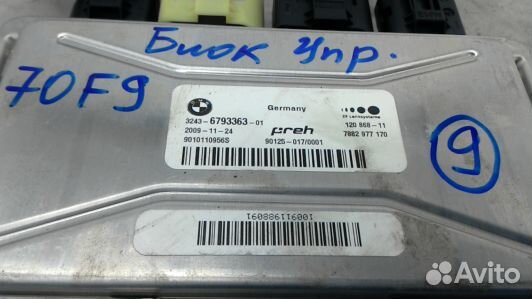 Блок Упр.
70F9
Germany
ZF Lenksysteme
3243-6793363-01
120 868-11
2009-11-24
preh
7882 977 170
9010110956S
90125-017/0001
9
100911988091
Avito